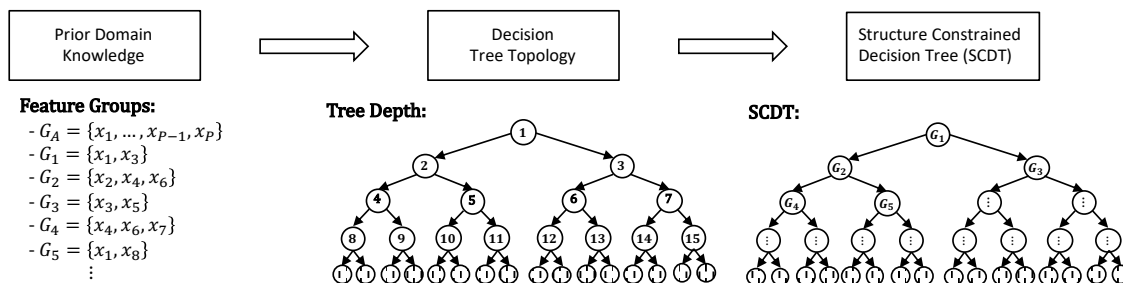 Prior Domain
Knowledge
Decision
Tree Topology
Structure Constrained
Decision Tree (SCDT)
Feature Groups:
- G_A = {x_1, …, x_{P−1}, x_P}
- G_1 = {x_1, x_3}
- G_2 = {x_2, x_4, x_6}
- G_3 = {x_3, x_5}
- G_4 = {x_4, x_6, x_7}
- G_5 = {x_1, x_8}
⋮
Tree Depth:
1
2 3
4 5 6 7
8 9 10 11 12 13 14 15
SCDT:
G_1
G_2 G_3
G_4 G_5 ⋮ ⋮
⋮ ⋮ ⋮ ⋮ ⋮ ⋮ ⋮ ⋮